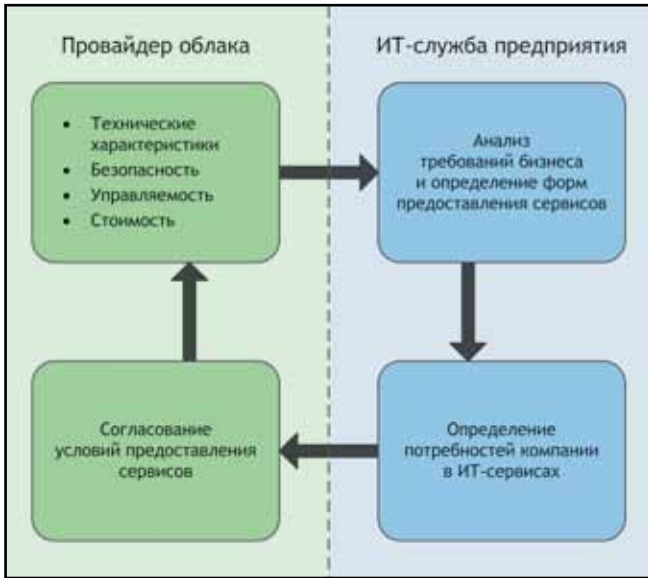 Провайдер облака
ИТ-служба предприятия
• Технические
характеристики
• Безопасность
• Управляемость
• Стоимость
Анализ
требований бизнеса
и определение форм
предоставления сервисов
Согласование
условий предоставления
сервисов
Определение
потребностей компании
в ИТ-сервисах